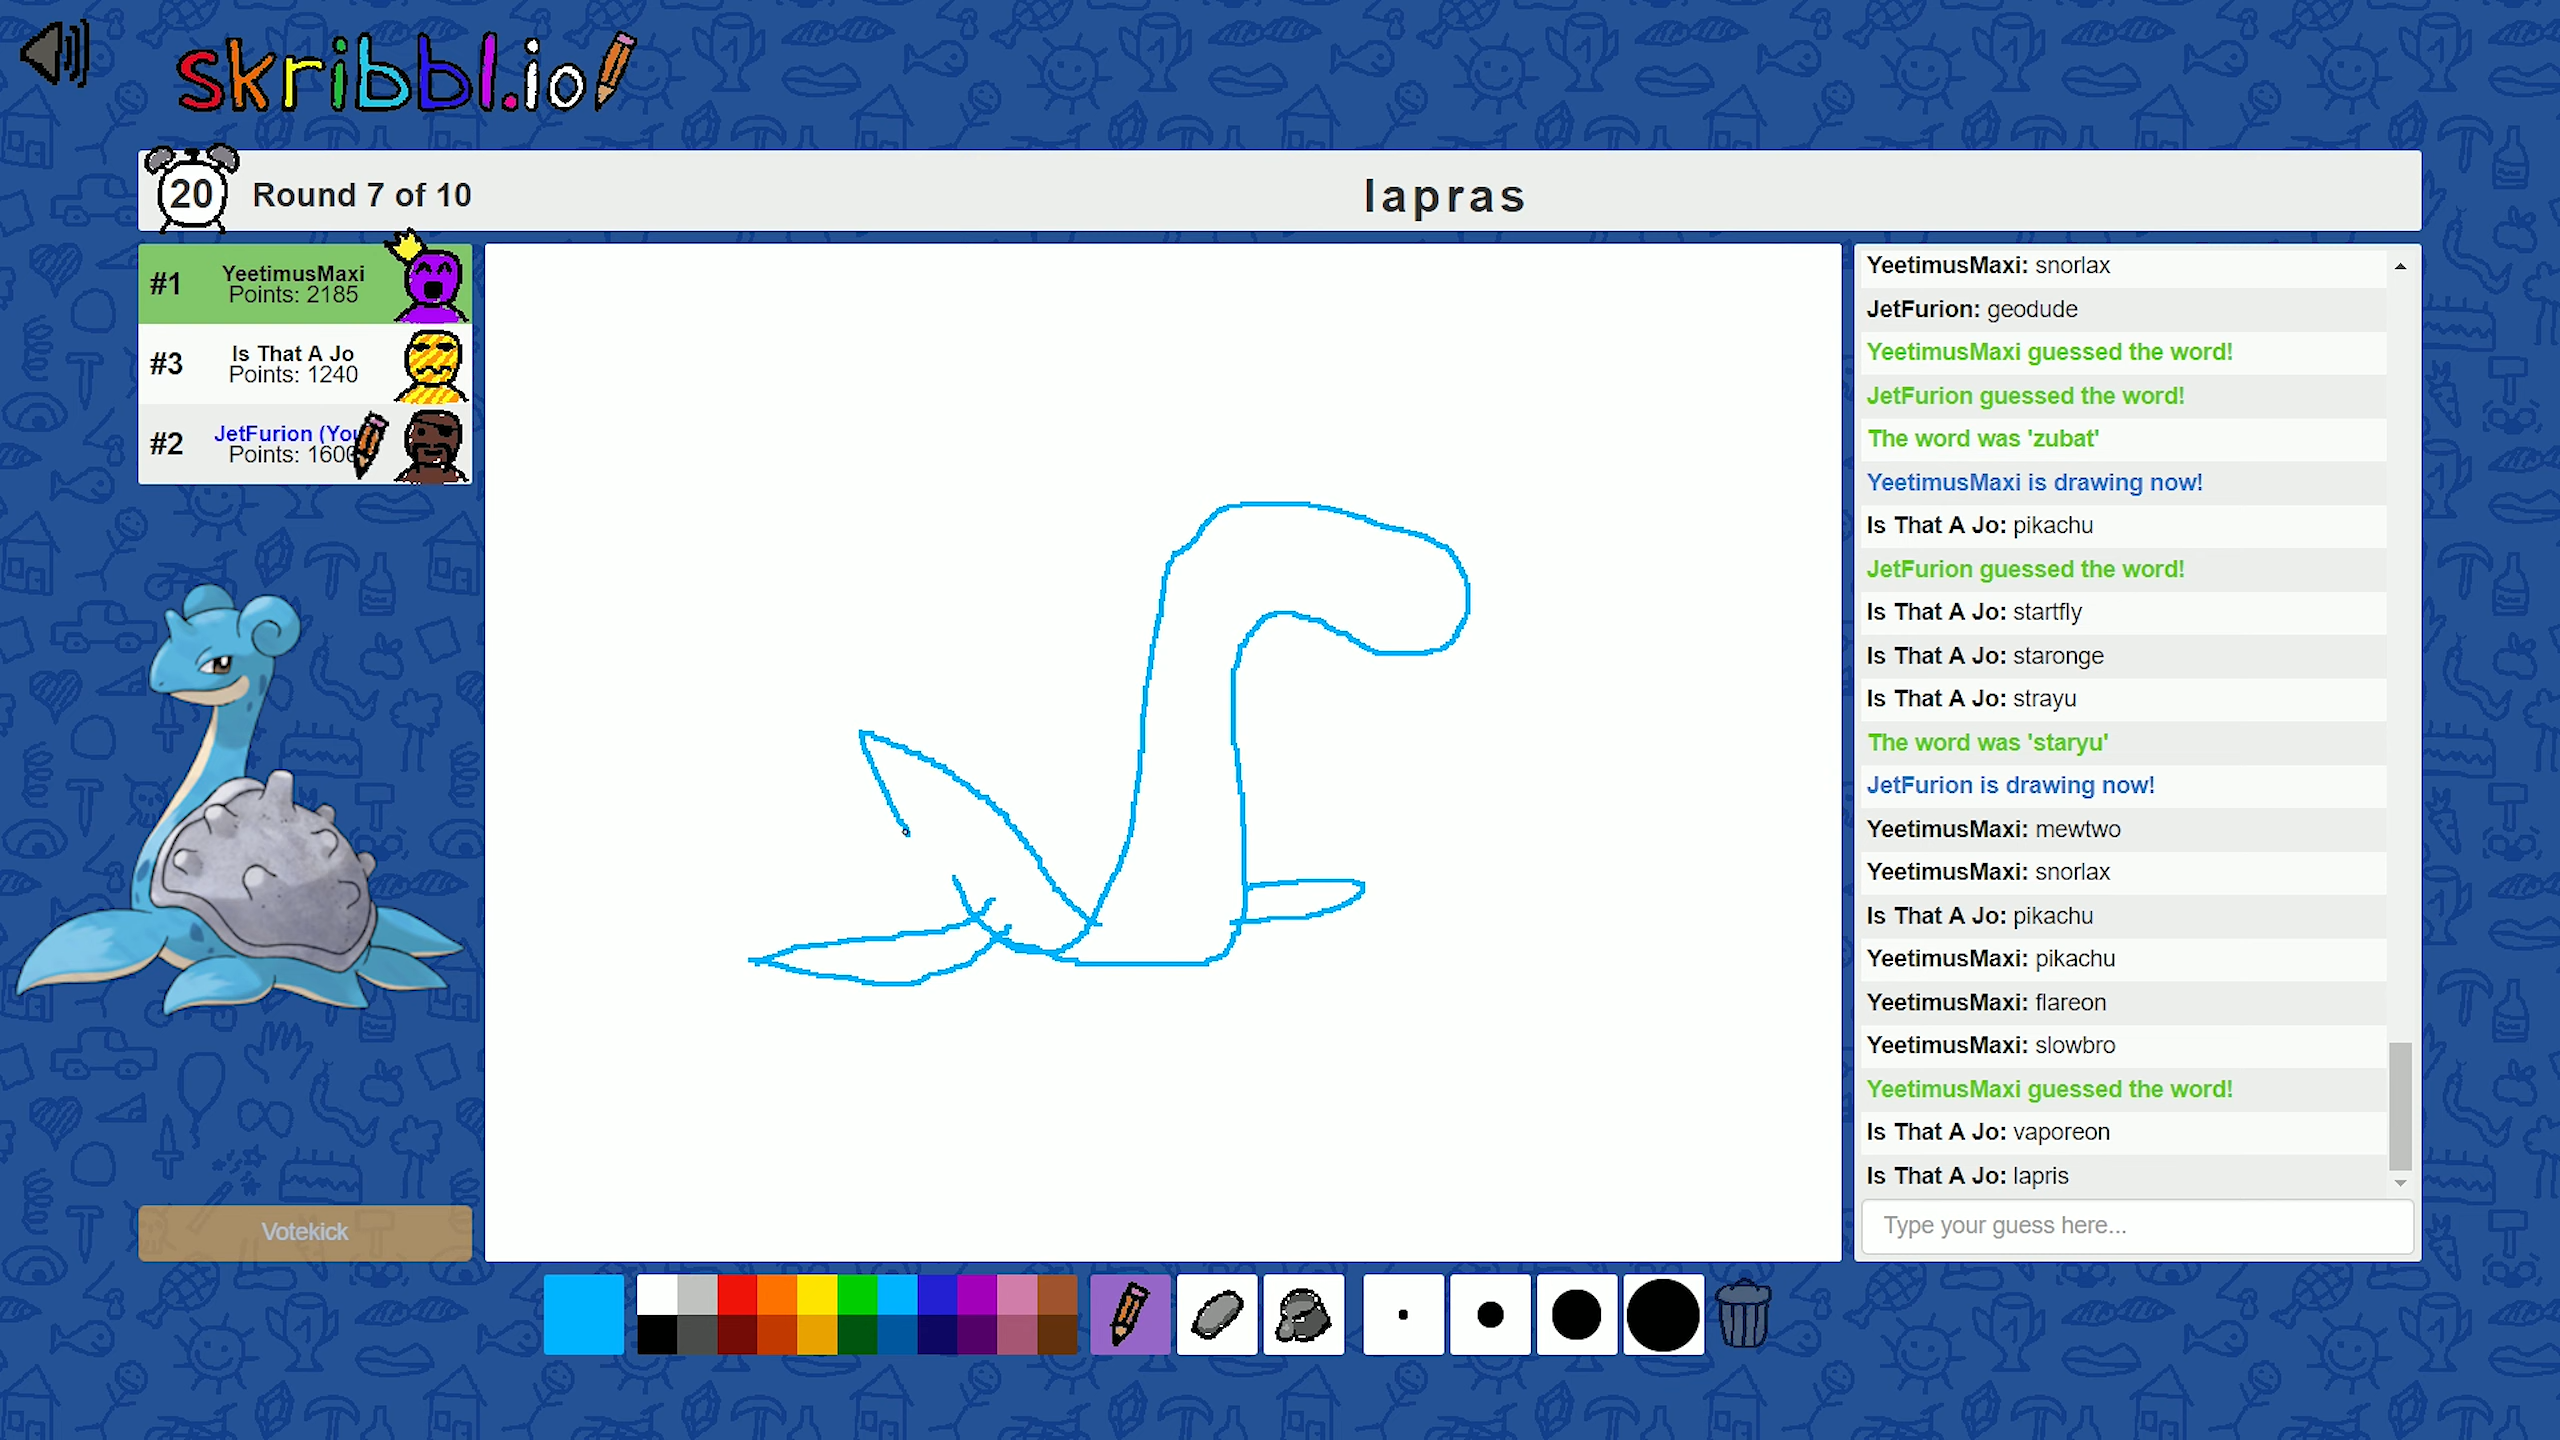 skribbl.io
20
Round 7 of 10
lapras
#1
YeetimusMaxi
Points: 2185
#3
Is That A Jo
Points: 1240
#2
JetFurion (You
Points: 1600
Votekick
YeetimusMaxi: snorlax
JetFurion: geodude
YeetimusMaxi guessed the word!
JetFurion guessed the word!
The word was 'zubat'
YeetimusMaxi is drawing now!
Is That A Jo: pikachu
JetFurion guessed the word!
Is That A Jo: startfly
Is That A Jo: staronge
Is That A Jo: strayu
The word was 'staryu'
JetFurion is drawing now!
YeetimusMaxi: mewtwo
YeetimusMaxi: snorlax
Is That A Jo: pikachu
YeetimusMaxi: pikachu
YeetimusMaxi: flareon
YeetimusMaxi: slowbro
YeetimusMaxi guessed the word!
Is That A Jo: vaporeon
Is That A Jo: lapris
Type your guess here...